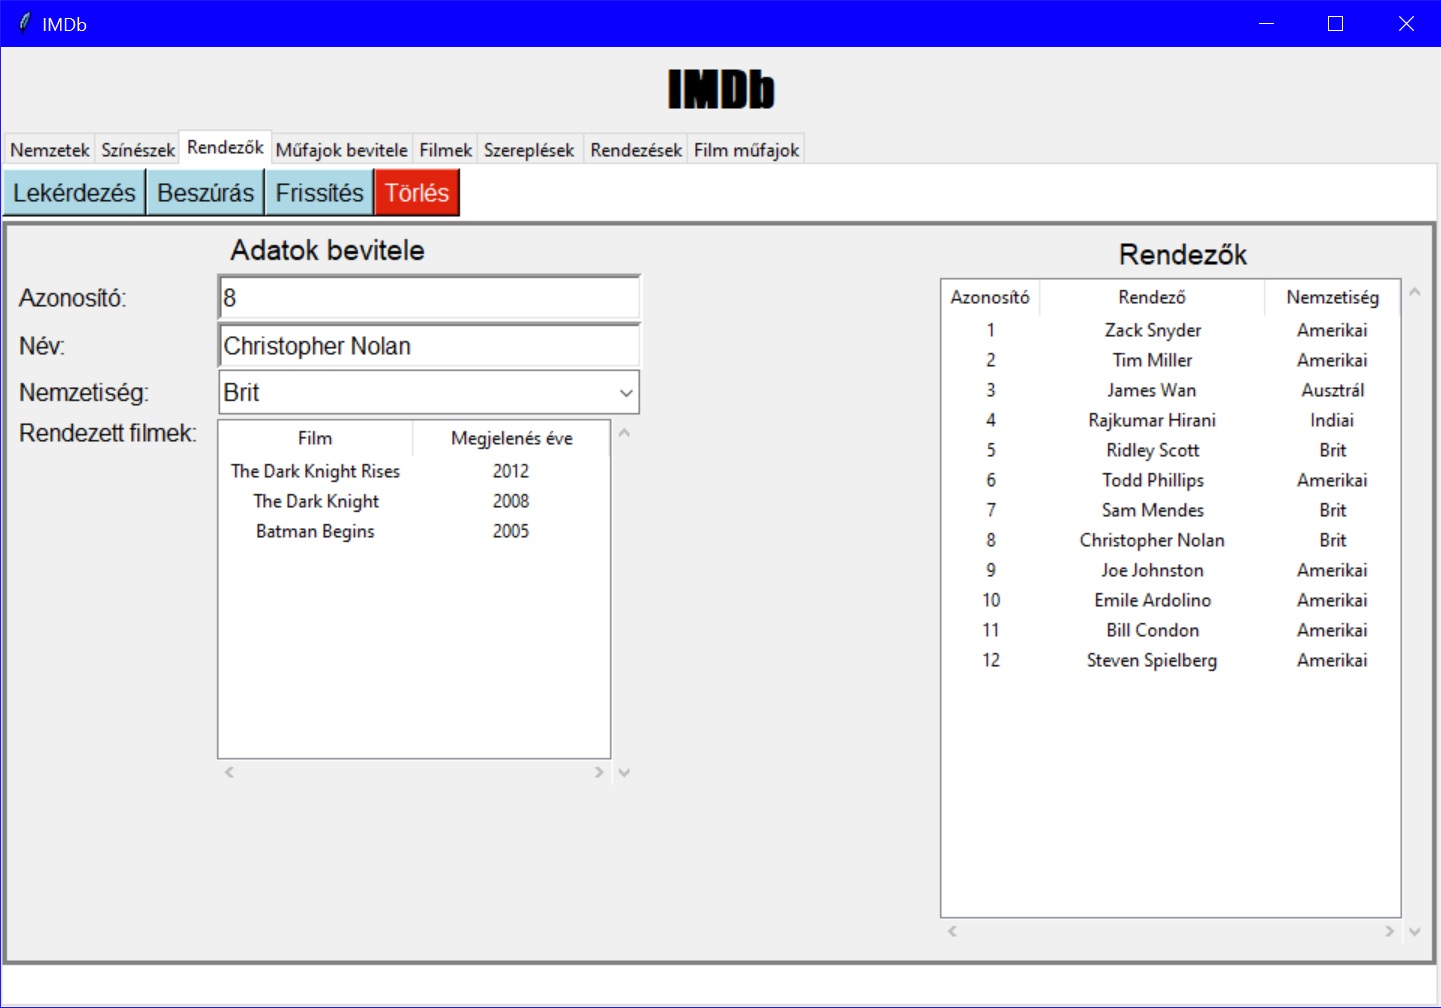 IMDb
IMDb
Nemzetek Színészek Rendezők Műfajok bevitele Filmek Szereplések Rendezések Film műfajok
Lekérdezés Beszúrás Frissítés Törlés
Adatok bevitele
Azonosító: 8
Név: Christopher Nolan
Nemzetiség: Brit
Rendezett filmek:
Film Megjelenés éve
The Dark Knight Rises 2012
The Dark Knight 2008
Batman Begins 2005
Rendezők
Azonosító Rendező Nemzetiség
1 Zack Snyder Amerikai
2 Tim Miller Amerikai
3 James Wan Ausztrál
4 Rajkumar Hirani Indiai
5 Ridley Scott Brit
6 Todd Phillips Amerikai
7 Sam Mendes Brit
8 Christopher Nolan Brit
9 Joe Johnston Amerikai
10 Emile Ardolino Amerikai
11 Bill Condon Amerikai
12 Steven Spielberg Amerikai